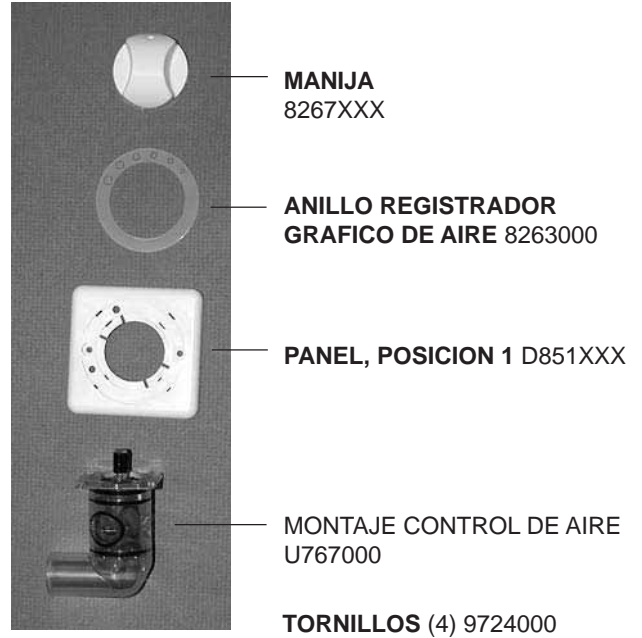 MANIJA
8267XXX
ANILLO REGISTRADOR
GRAFICO DE AIRE 8263000
PANEL, POSICION 1 D851XXX
MONTAJE CONTROL DE AIRE
U767000
TORNILLOS (4) 9724000